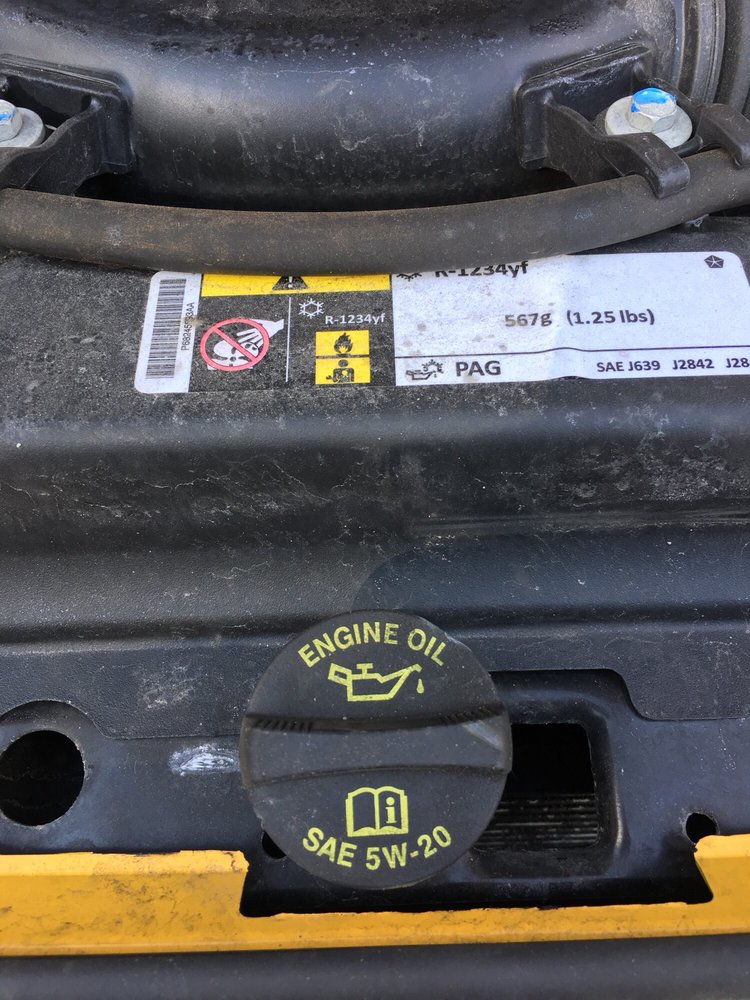 R-1234yf
567g (1.25 lbs)
R-1234yf
PAG
SAE J639 J2842
ENGINE OIL
SAE 5W-20